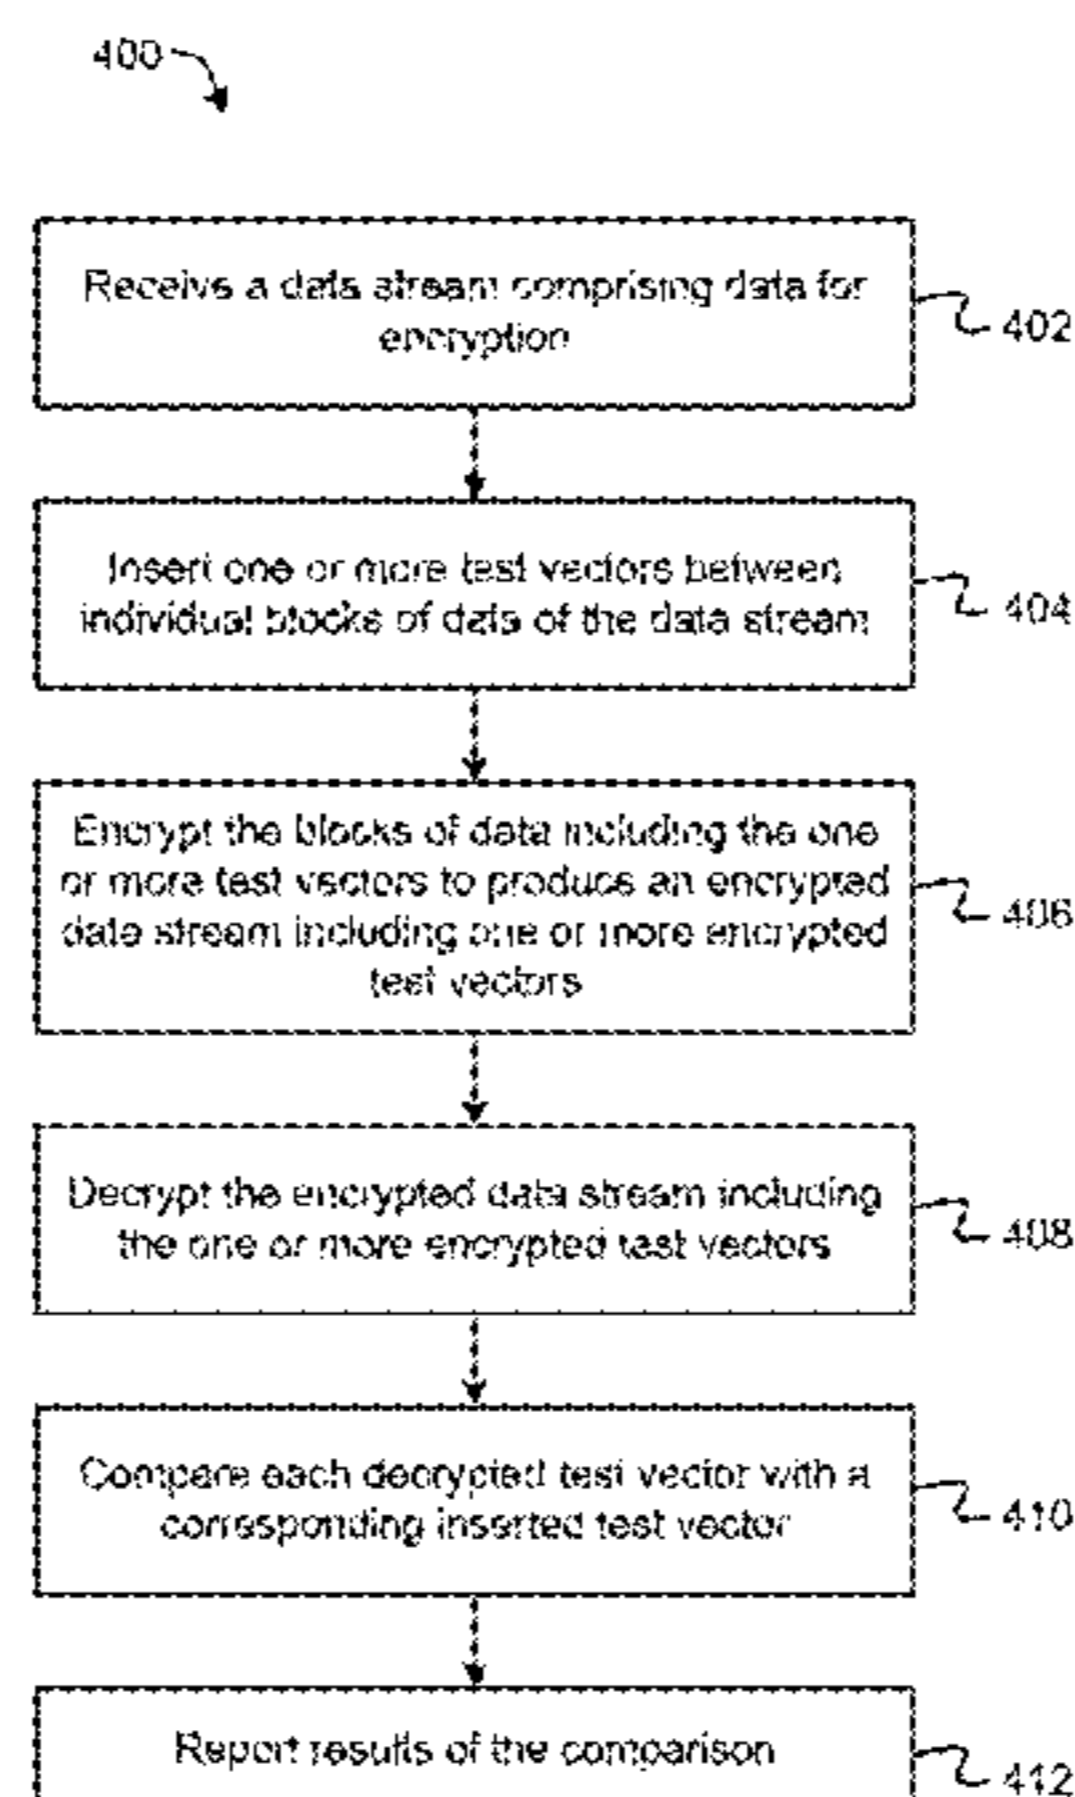 400
Receive a data stream comprising data for
encryption
402
Insert one or more test vectors between
individual blocks of data of the data stream
404
Encrypt the blocks of data including the one
or more test vectors to produce an encrypted
data stream including one or more encrypted
test vectors
406
Decrypt the encrypted data stream including
the one or more encrypted test vectors
408
Compare each decrypted test vector with a
corresponding inserted test vector
410
Report results of the comparison
412